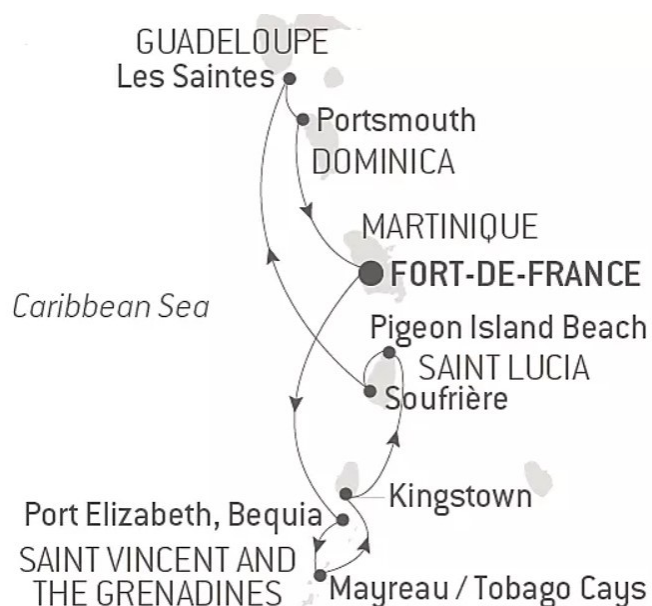 GUADELOUPE
Les Saintes
Portsmouth
DOMINICA
MARTINIQUE
FORT-DE-FRANCE
Caribbean Sea
Pigeon Island Beach
SAINT LUCIA
Soufrière
Kingstown
Port Elizabeth, Bequia
SAINT VINCENT AND
THE GRENADINES
Mayreau / Tobago Cays